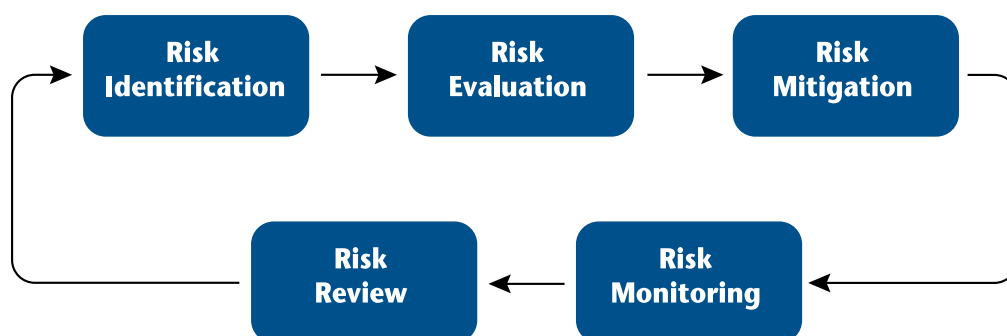 Risk
Identification
Risk
Evaluation
Risk
Mitigation
Risk
Review
Risk
Monitoring